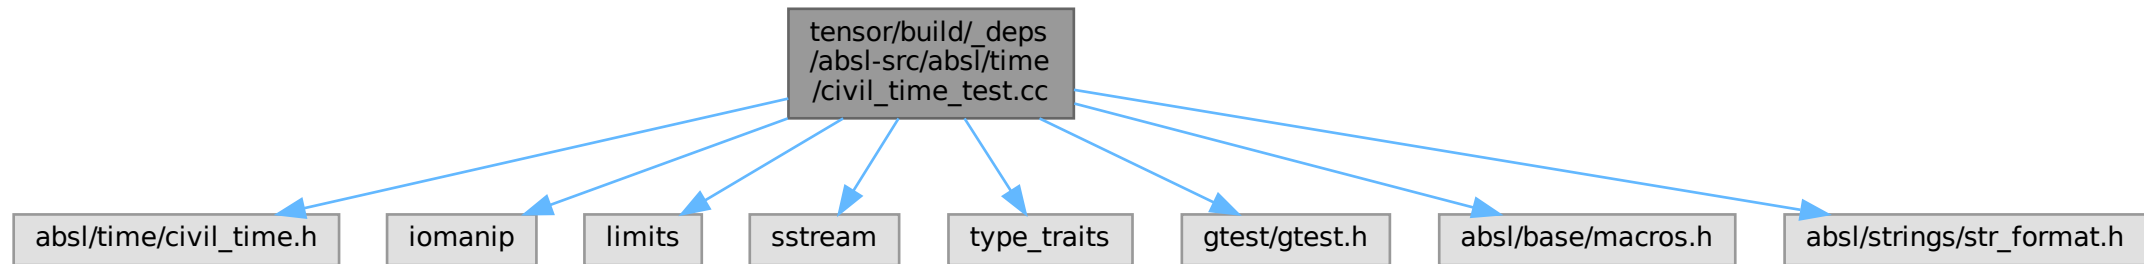 tensor/build/_deps
/absl-src/absl/time
/civil_time_test.cc
absl/time/civil_time.h
iomanip
limits
sstream
type_traits
gtest/gtest.h
absl/base/macros.h
absl/strings/str_format.h